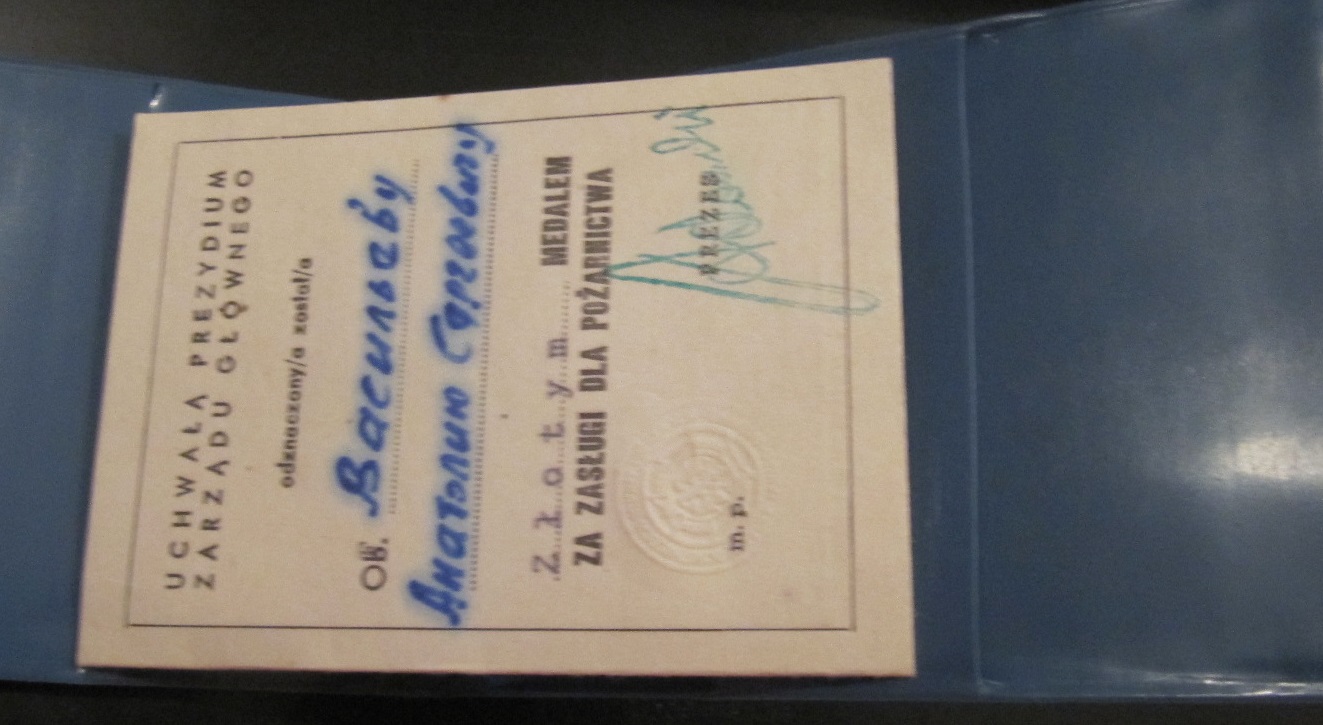 UCHWAŁĄ PREZYDIUM
ZARZĄDU GŁÓWNEGO
odznaczony/a został/a
OB. Васильеву
Анатолию Сергеевичу
Złotym MEDALEM
ZA ZASŁUGI DLA POŻARNICTWA
PREZES
m. p.